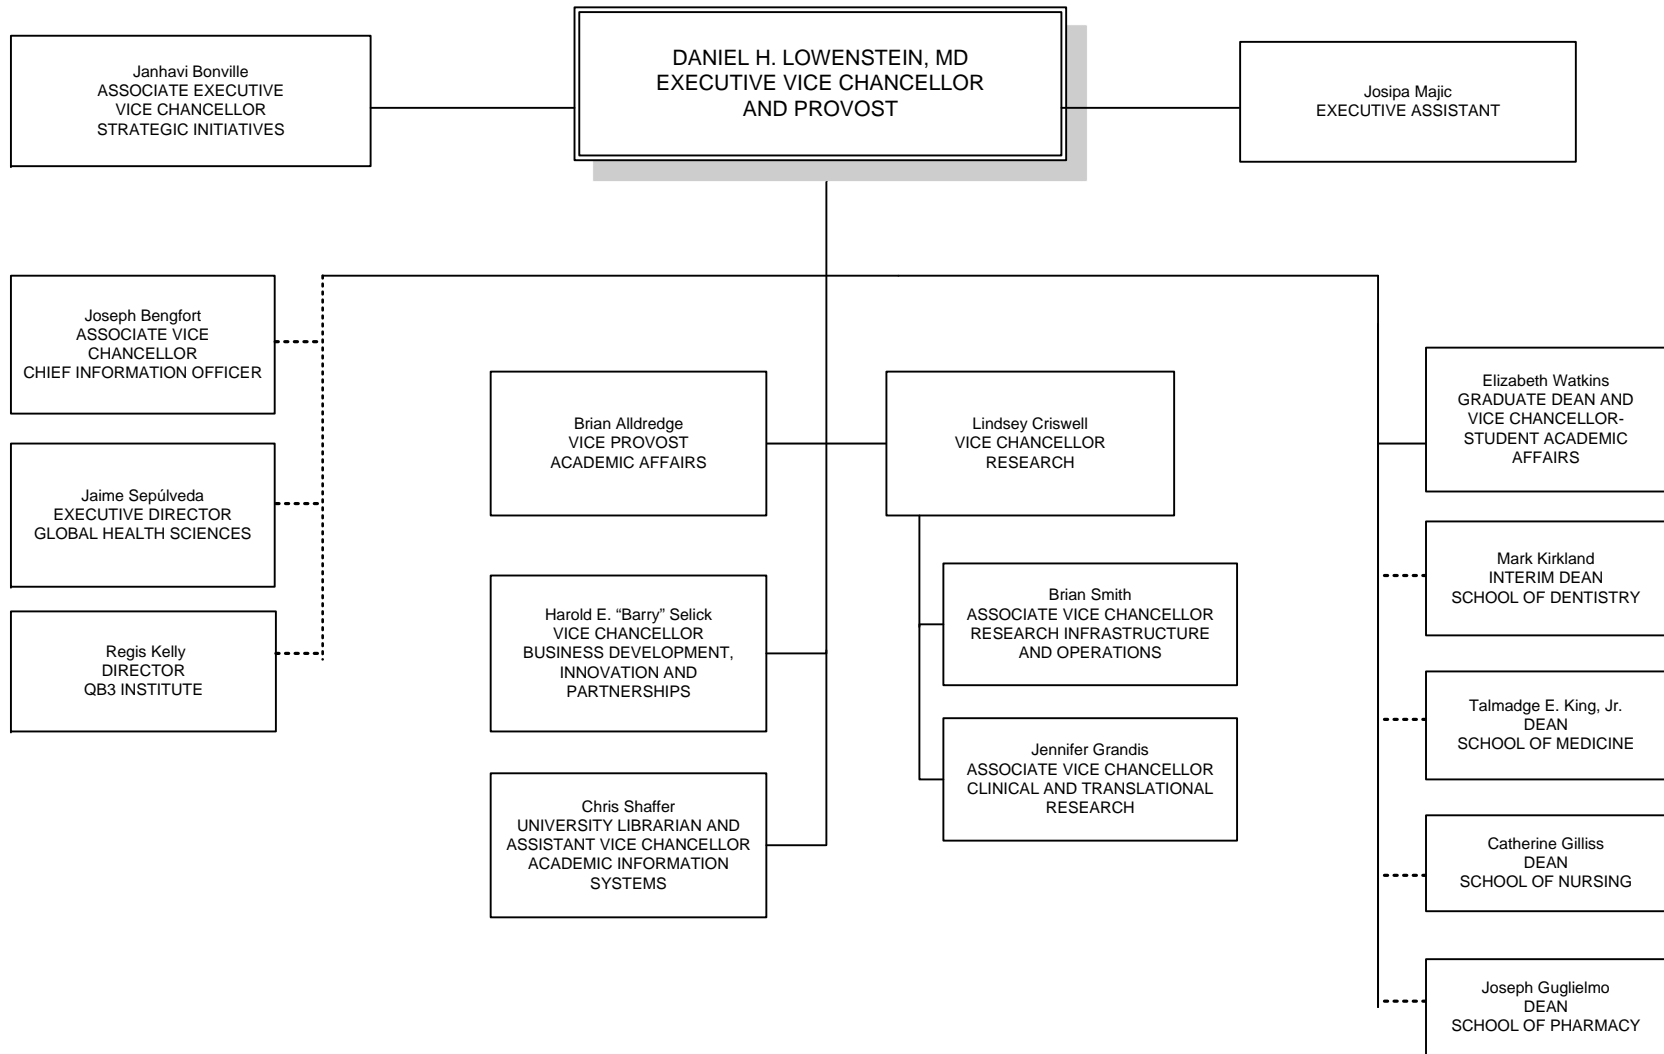 Janhavi Bonville
ASSOCIATE EXECUTIVE
VICE CHANCELLOR
STRATEGIC INITIATIVES
DANIEL H. LOWENSTEIN, MD
EXECUTIVE VICE CHANCELLOR
AND PROVOST
Josipa Majic
EXECUTIVE ASSISTANT
Joseph Bengfort
ASSOCIATE VICE
CHANCELLOR
CHIEF INFORMATION OFFICER
Jaime Sepúlveda
EXECUTIVE DIRECTOR
GLOBAL HEALTH SCIENCES
Regis Kelly
DIRECTOR
QB3 INSTITUTE
Brian Alldredge
VICE PROVOST
ACADEMIC AFFAIRS
Harold E. “Barry” Selick
VICE CHANCELLOR
BUSINESS DEVELOPMENT,
INNOVATION AND
PARTNERSHIPS
Chris Shaffer
UNIVERSITY LIBRARIAN AND
ASSISTANT VICE CHANCELLOR
ACADEMIC INFORMATION
SYSTEMS
Lindsey Criswell
VICE CHANCELLOR
RESEARCH
Brian Smith
ASSOCIATE VICE CHANCELLOR
RESEARCH INFRASTRUCTURE
AND OPERATIONS
Jennifer Grandis
ASSOCIATE VICE CHANCELLOR
CLINICAL AND TRANSLATIONAL
RESEARCH
Elizabeth Watkins
GRADUATE DEAN AND
VICE CHANCELLOR-
STUDENT ACADEMIC
AFFAIRS
Mark Kirkland
INTERIM DEAN
SCHOOL OF DENTISTRY
Talmadge E. King, Jr.
DEAN
SCHOOL OF MEDICINE
Catherine Gilliss
DEAN
SCHOOL OF NURSING
Joseph Guglielmo
DEAN
SCHOOL OF PHARMACY